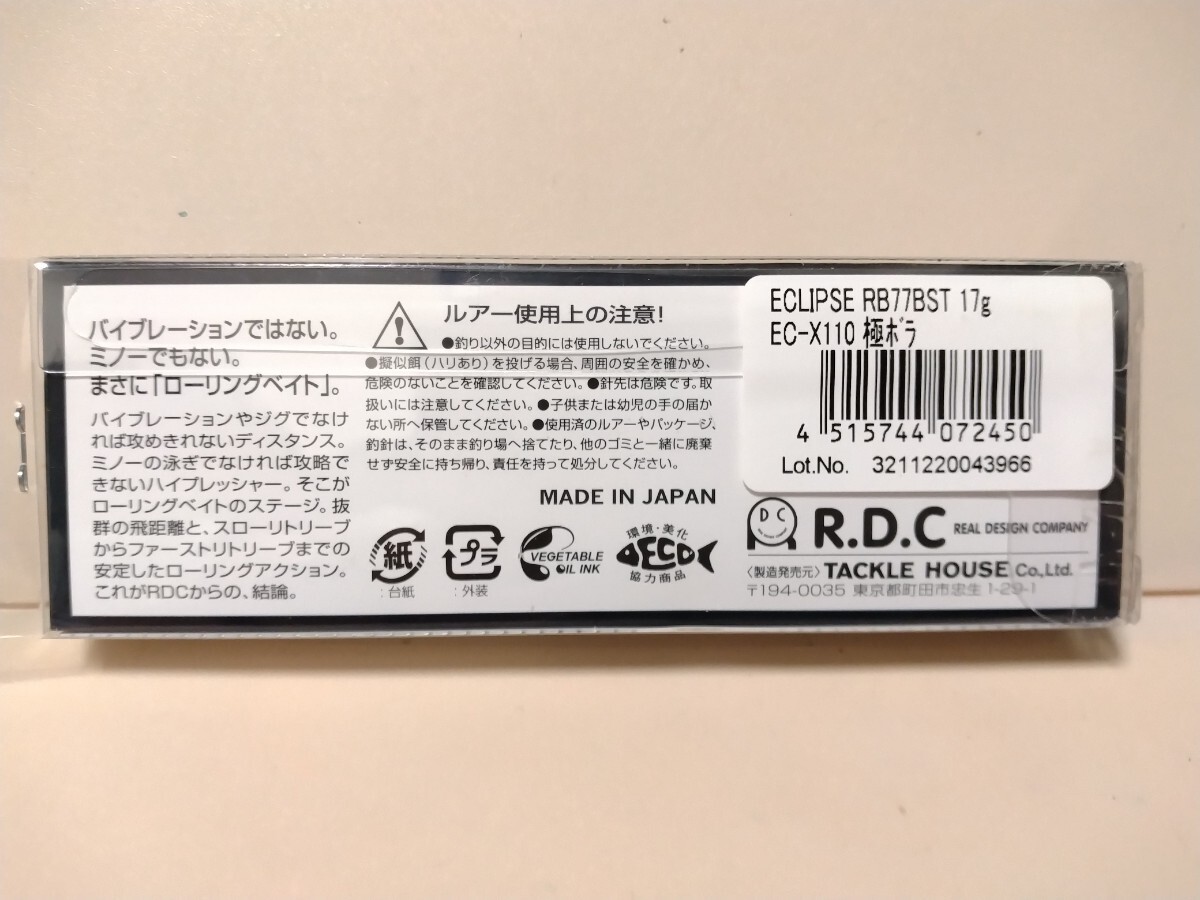 バイブレーションではない。
ミノーでもない。
まさに「ローリングベイト」。
バイブレーションやジグでなけ
れば攻めきれないディスタンス。
ミノーの泳ぎでなければ攻略で
きないハイプレッシャー。そこが
ローリングベイトのステージ。抜
群の飛距離と、スローリトリーブ
からファーストリトリーブまでの
安定したローリングアクション。
これがRDCからの、結論。
ルアー使用上の注意!
●釣り以外の目的には使用しないでください。
●擬似餌(ハリあり)を投げる場合、周囲の安全を確かめ、
危険のないことを確認してください。●針先は危険です。取
扱いには注意してください。●子供または幼児の手の届か
ない所へ保管してください。●使用済のルアーやパッケージ、
釣針は、そのまま釣り場へ捨てたり、他のゴミと一緒に廃棄
せず安全に持ち帰り、責任を持って処分してください。
MADE IN JAPAN
紙
:台紙
プラ
:外装
VEGETABLE
OIL INK
環境・美化
ECO
協力商品
ECLIPSE RB77BST 17g
EC-X110 極ﾎﾞﾗ
4 515744 072450
Lot.No. 3211220043966
D C
R.D.C REAL DESIGN COMPANY
〈製造発売元〉TACKLE HOUSE Co.,Ltd.
〒194-0035 東京都町田市忠生1-29-1